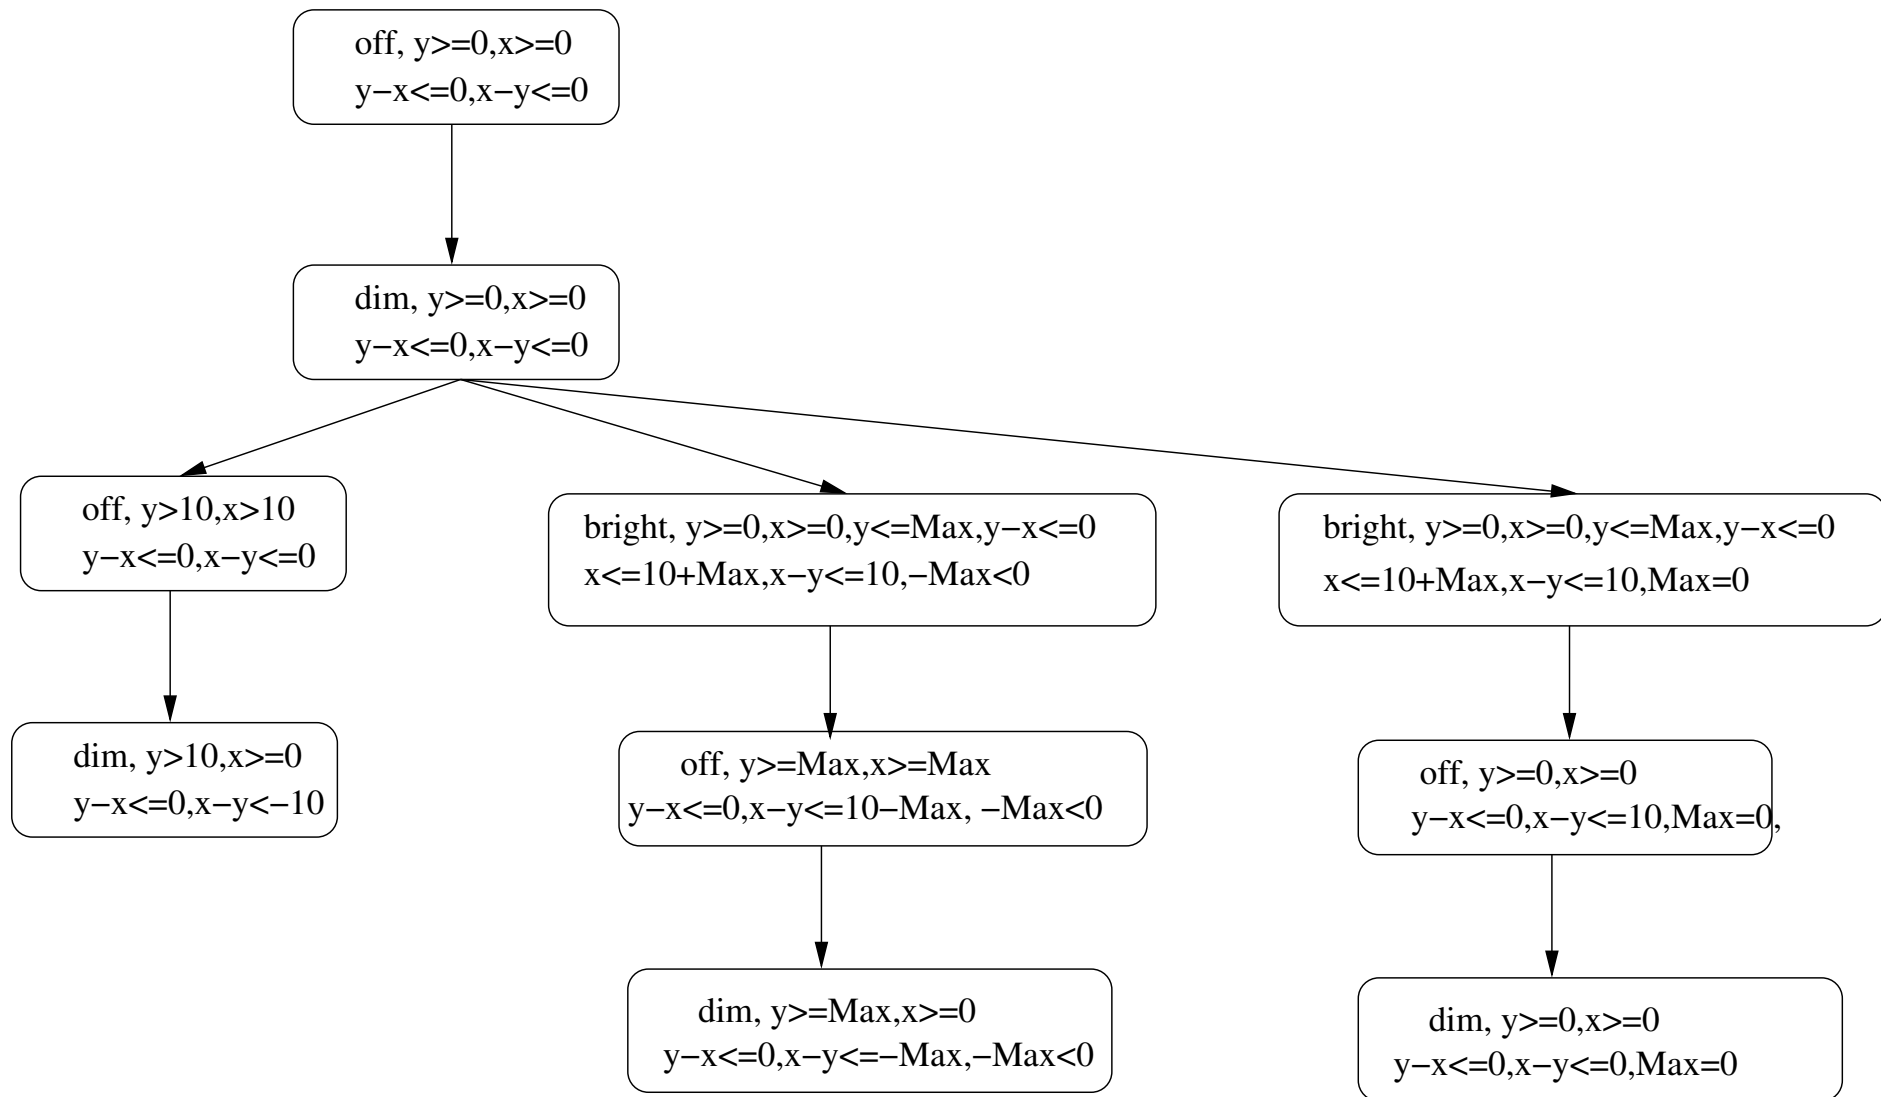 off, y>=0,x>=0
y−x<=0,x−y<=0
dim, y>=0,x>=0
y−x<=0,x−y<=0
off, y>10,x>10
y−x<=0,x−y<=0
bright, y>=0,x>=0,y<=Max,y−x<=0
x<=10+Max,x−y<=10,−Max<0
bright, y>=0,x>=0,y<=Max,y−x<=0
x<=10+Max,x−y<=10,Max=0
dim, y>10,x>=0
y−x<=0,x−y<−10
off, y>=Max,x>=Max
y−x<=0,x−y<=10−Max, −Max<0
off, y>=0,x>=0
y−x<=0,x−y<=10,Max=0,
dim, y>=Max,x>=0
y−x<=0,x−y<=−Max,−Max<0
dim, y>=0,x>=0
y−x<=0,x−y<=0,Max=0